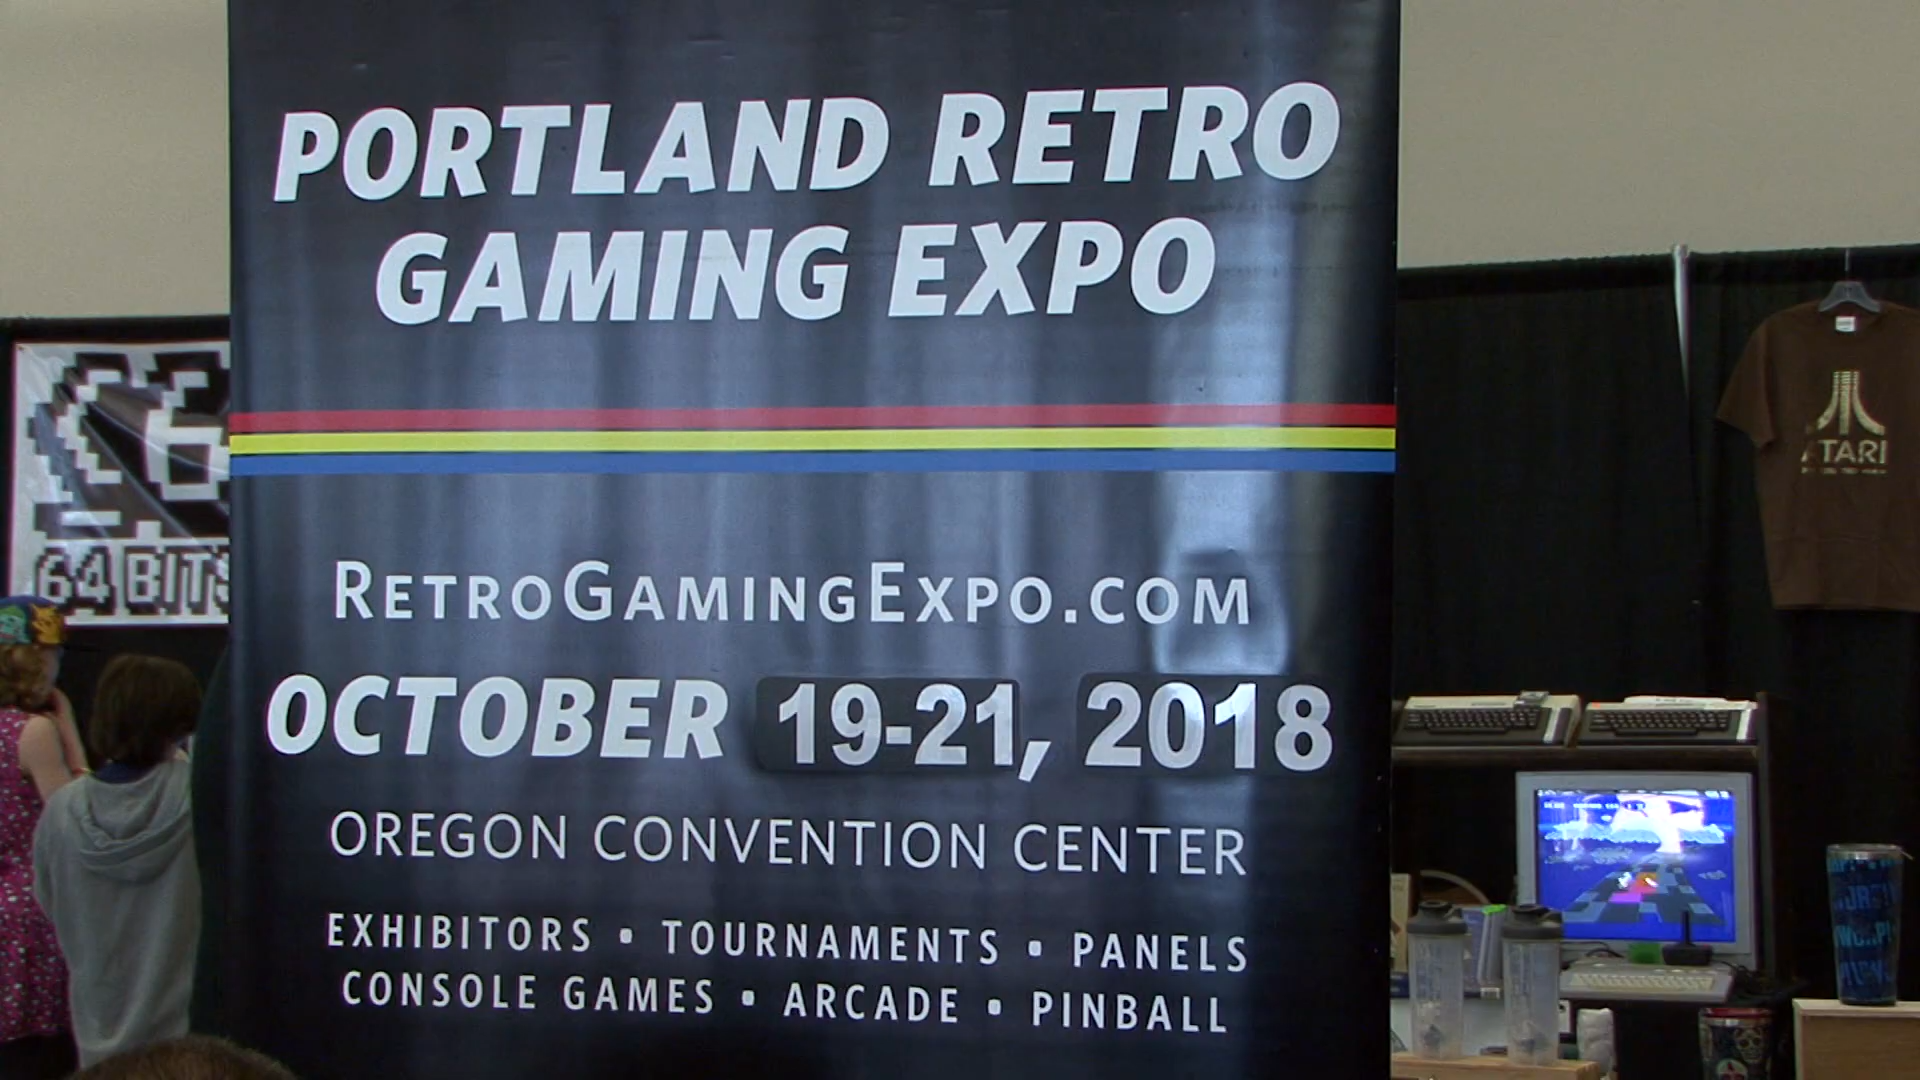 PORTLAND RETRO
GAMING EXPO
RETROGAMINGEXPO.COM
OCTOBER 19-21, 2018
OREGON CONVENTION CENTER
EXHIBITORS • TOURNAMENTS • PANELS
CONSOLE GAMES • ARCADE • PINBALL
64 BITS
ATARI